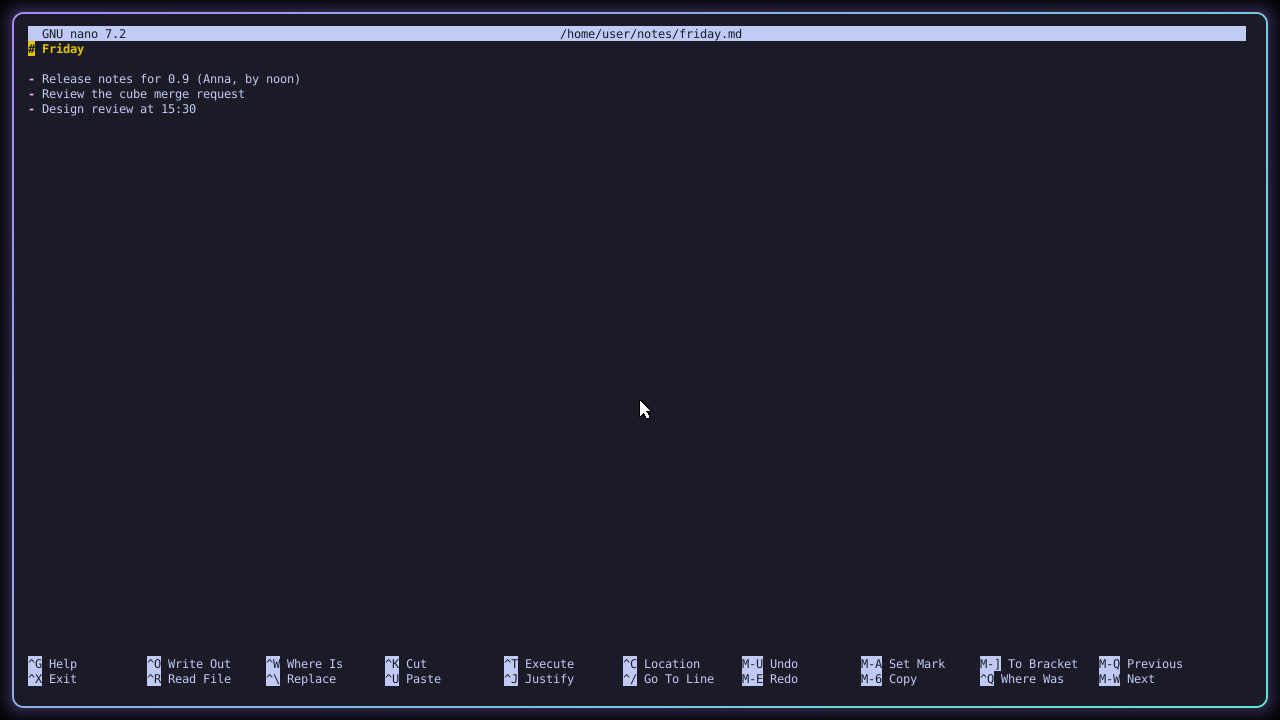 GNU nano 7.2 /home/user/notes/friday.md
# Friday
- Release notes for 0.9 (Anna, by noon)
- Review the cube merge request
- Design review at 15:30
^G Help ^O Write Out ^W Where Is ^K Cut ^T Execute ^C Location M-U Undo M-A Set Mark M-] To Bracket M-Q Previous
^X Exit ^R Read File ^\ Replace ^U Paste ^J Justify ^/ Go To Line M-E Redo M-6 Copy ^Q Where Was M-W Next